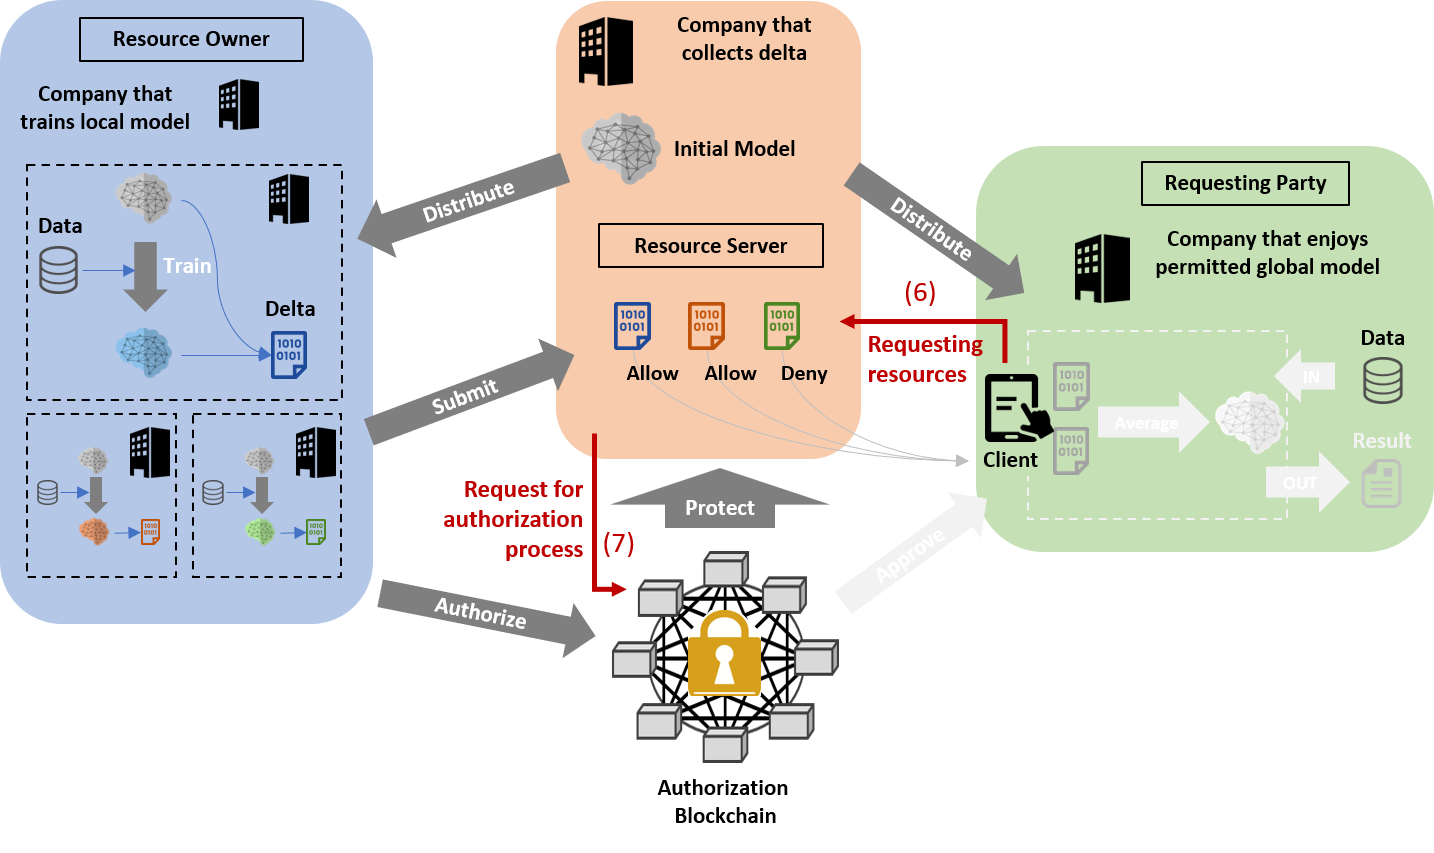 Resource Owner
Company that
trains local model
Data
Train
Delta
1010
0101
1010
0101
1010
0101
Distribute
Submit
Authorize
Company that
collects delta
Initial Model
Resource Server
1010
0101
1010
0101
1010
0101
Allow
Allow
Deny
Distribute
(6)
Requesting
resources
Request for
authorization
process
(7)
Protect
Approve
Authorization
Blockchain
Requesting Party
Company that enjoys
permitted global model
Client
1010
0101
1010
0101
Average
IN
Data
Result
OUT